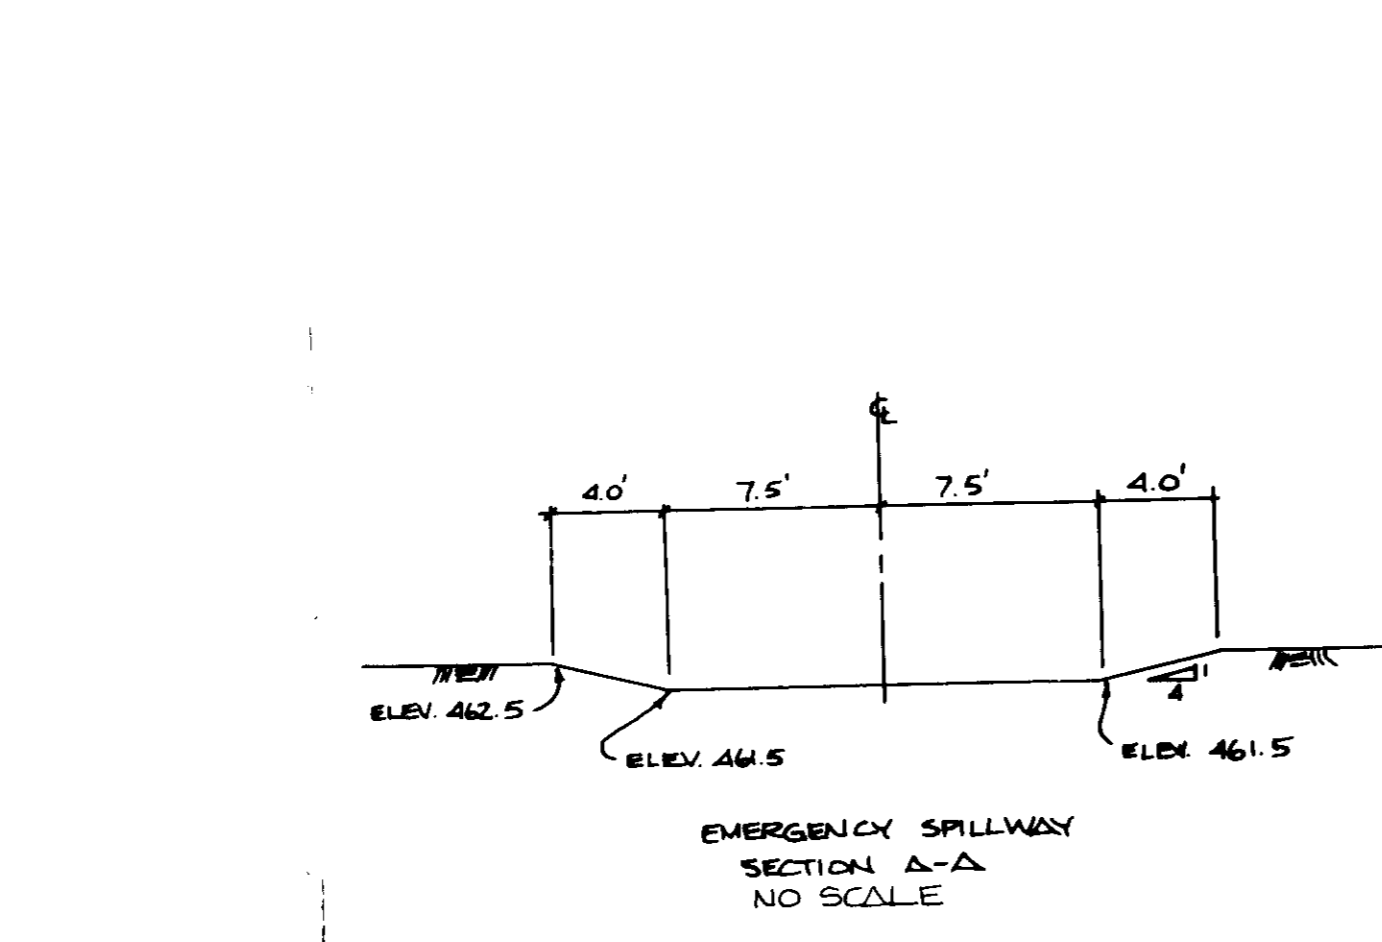 ℄
4.0' 7.5' 7.5' 4.0'
1
4
ELEV. 462.5
ELEV. 461.5
ELEV. 461.5
EMERGENCY SPILLWAY
SECTION A-A
NO SCALE